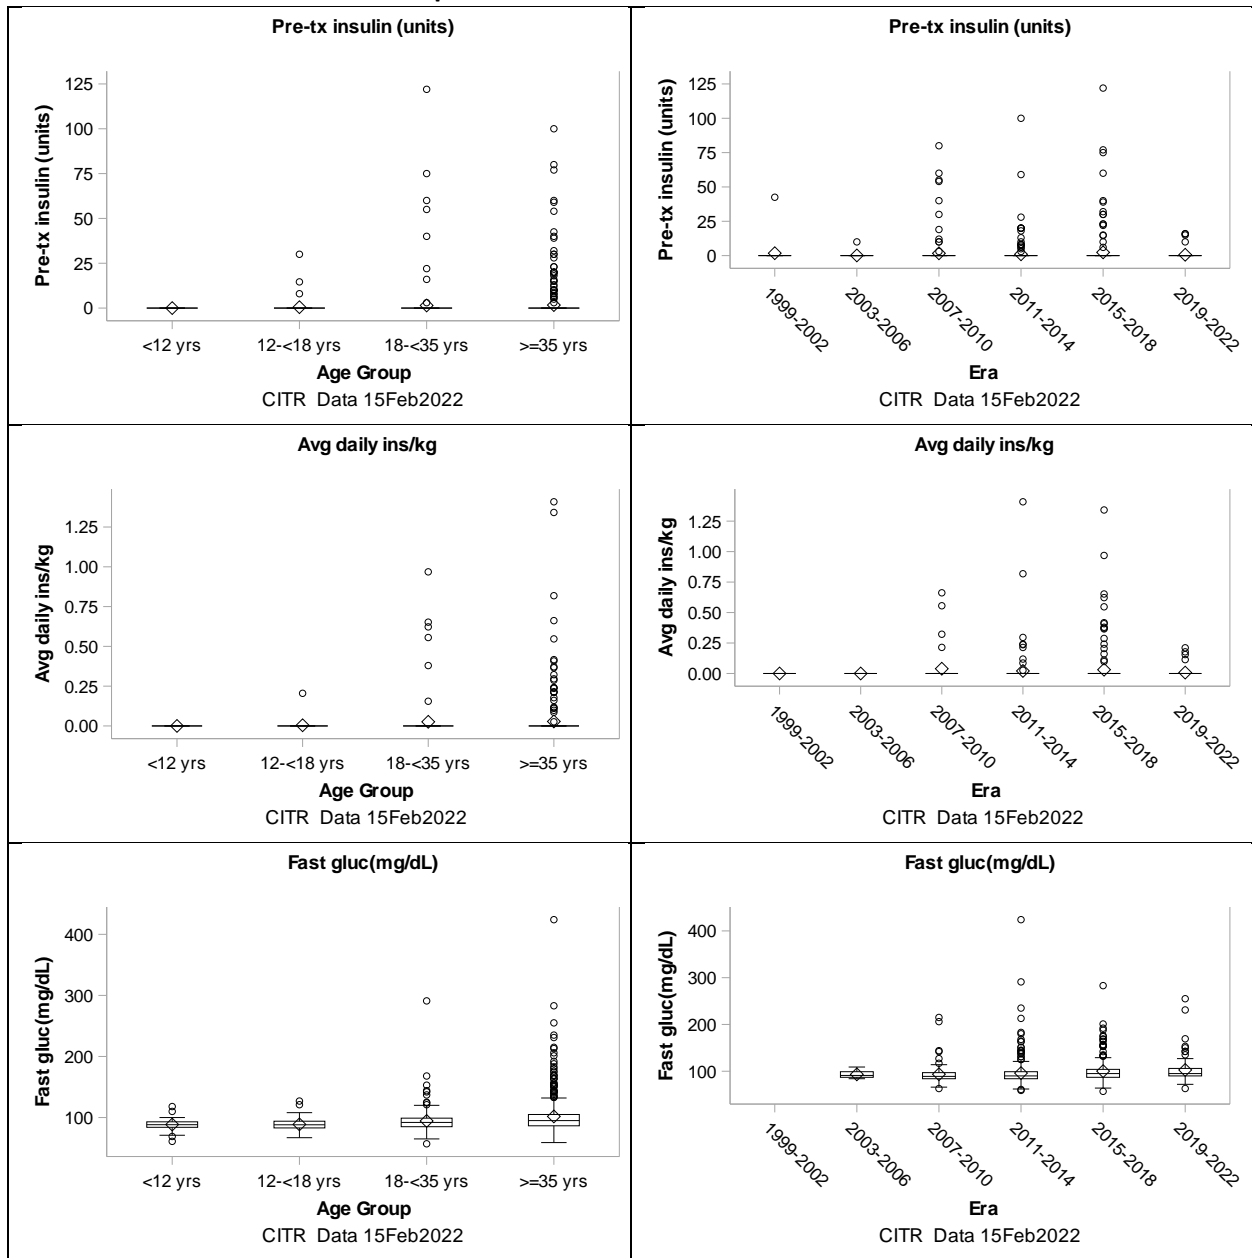 Pre-tx insulin (units)
Pre-tx insulin (units)
125
100
75
50
25
0
<12 yrs 12-<18 yrs 18-<35 yrs >=35 yrs
Age Group
CITR Data 15Feb2022
Pre-tx insulin (units)
Pre-tx insulin (units)
125
100
75
50
25
0
1999-2002 2003-2006 2007-2010 2011-2014 2015-2018 2019-2022
Era
CITR Data 15Feb2022
Avg daily ins/kg
Avg daily ins/kg
1.25
1.00
0.75
0.50
0.25
0.00
<12 yrs 12-<18 yrs 18-<35 yrs >=35 yrs
Age Group
CITR Data 15Feb2022
Avg daily ins/kg
Avg daily ins/kg
1.25
1.00
0.75
0.50
0.25
0.00
1999-2002 2003-2006 2007-2010 2011-2014 2015-2018 2019-2022
Era
CITR Data 15Feb2022
Fast gluc(mg/dL)
Fast gluc(mg/dL)
400
300
200
100
<12 yrs 12-<18 yrs 18-<35 yrs >=35 yrs
Age Group
CITR Data 15Feb2022
Fast gluc(mg/dL)
Fast gluc(mg/dL)
400
300
200
100
1999-2002 2003-2006 2007-2010 2011-2014 2015-2018 2019-2022
Era
CITR Data 15Feb2022